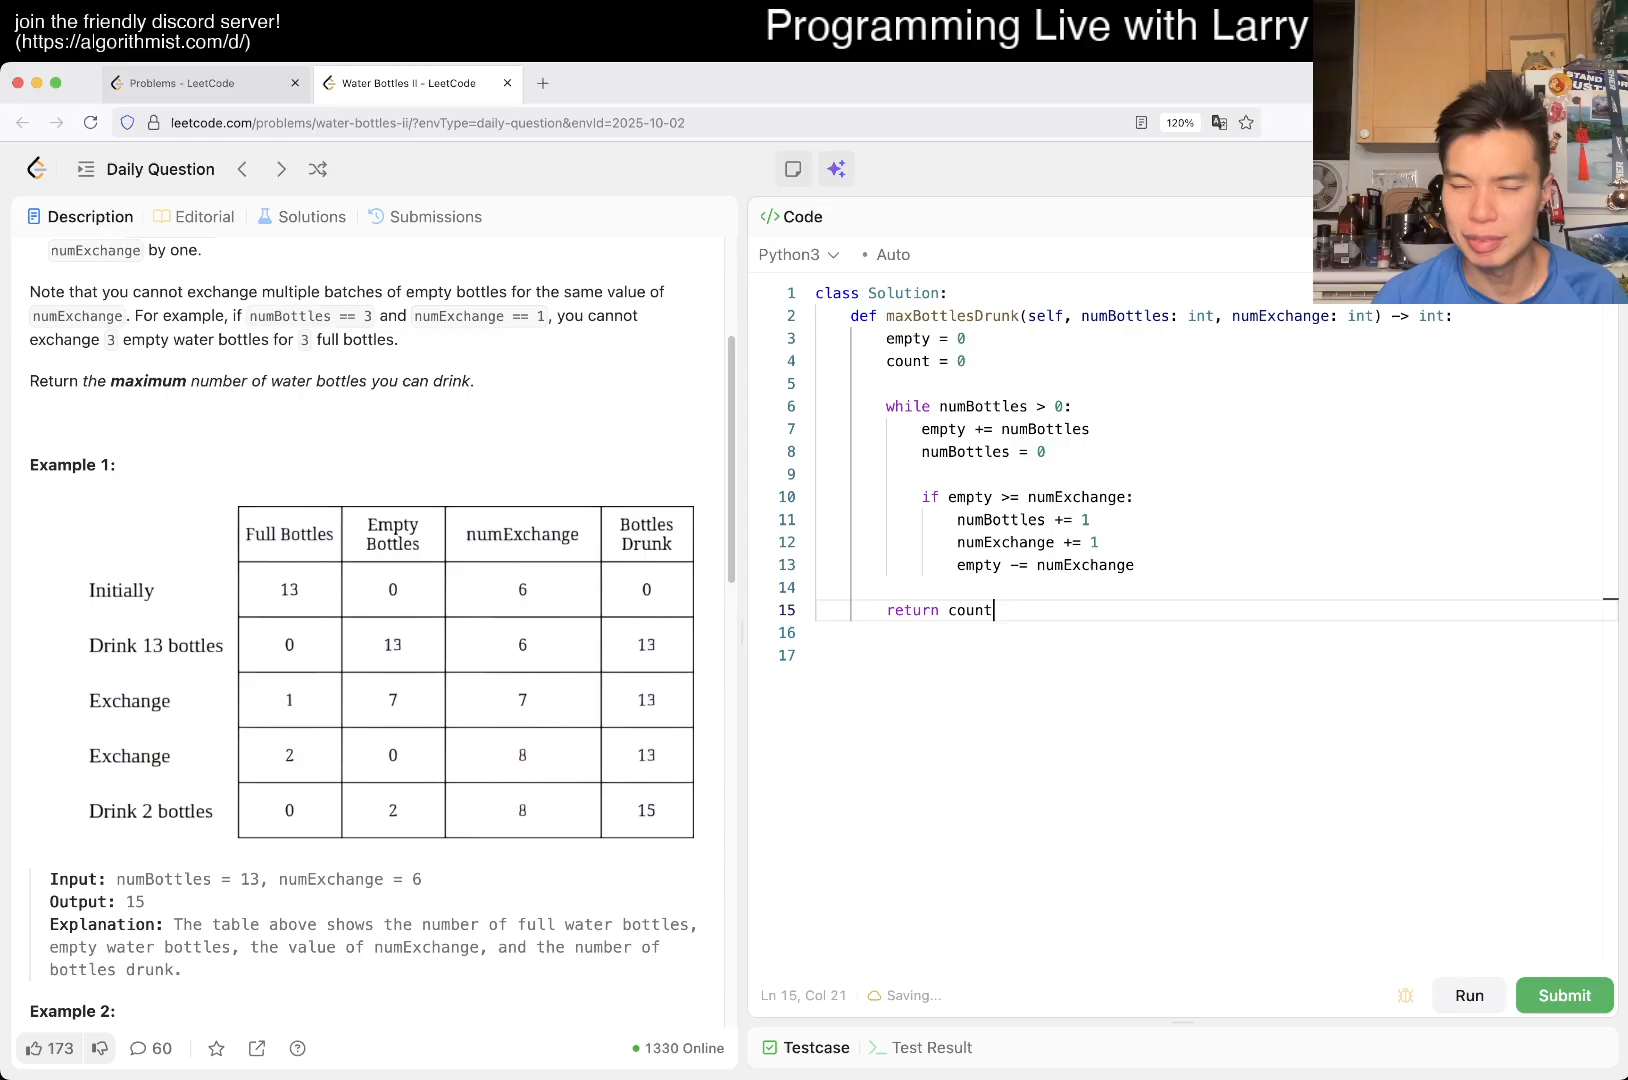 join the friendly discord server!
(https://algorithmist.com/d/)
Programming Live with Larry
Problems - LeetCode
Water Bottles II - LeetCode
leetcode.com/problems/water-bottles-ii/?envType=daily-question&envId=2025-10-02
120%
Daily Question
Description
Editorial
Solutions
Submissions
numExchange by one.
Note that you cannot exchange multiple batches of empty bottles for the same value of
numExchange. For example, if numBottles == 3 and numExchange == 1, you cannot
exchange 3 empty water bottles for 3 full bottles.
Return the maximum number of water bottles you can drink.
Example 1:
Full Bottles Empty Bottles numExchange Bottles Drunk
Initially 13 0 6 0
Drink 13 bottles 0 13 6 13
Exchange 1 7 7 13
Exchange 2 0 8 13
Drink 2 bottles 0 2 8 15
Input: numBottles = 13, numExchange = 6
Output: 15
Explanation: The table above shows the number of full water bottles,
empty water bottles, the value of numExchange, and the number of
bottles drunk.
Example 2:
173
60
1330 Online
</> Code
Python3
• Auto
1 class Solution:
2 def maxBottlesDrunk(self, numBottles: int, numExchange: int) -> int:
3 empty = 0
4 count = 0
5
6 while numBottles > 0:
7 empty += numBottles
8 numBottles = 0
9
10 if empty >= numExchange:
11 numBottles += 1
12 numExchange += 1
13 empty -= numExchange
14
15 return count
16
17
Ln 15, Col 21
Saving...
Run
Submit
Testcase
Test Result
STAND